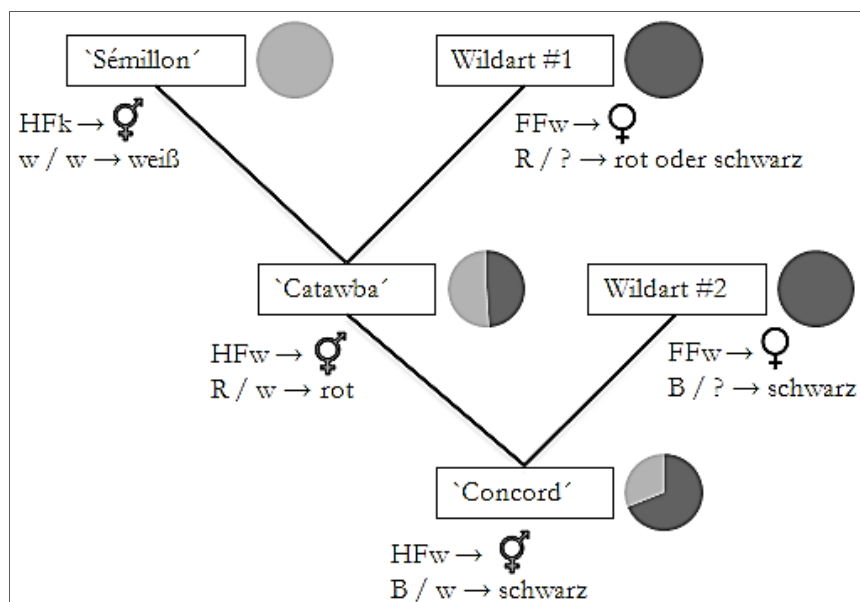 `Sémillon´
Wildart #1
HFk → ⚥
w / w → weiß
FFw → ♀
R / ? → rot oder schwarz
`Catawba´
Wildart #2
HFw → ⚥
R / w → rot
FFw → ♀
B / ? → schwarz
`Concord´
HFw → ⚥
B / w → schwarz